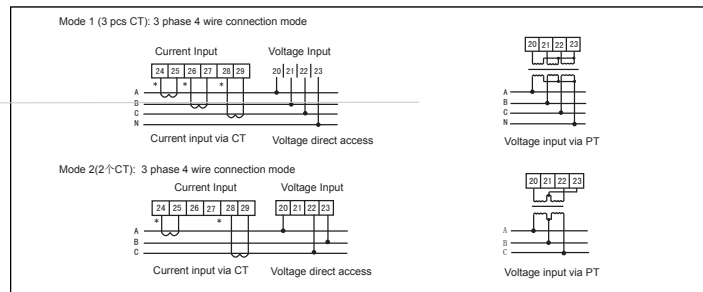 Mode 1 (3 pcs CT): 3 phase 4 wire connection mode
Current Input Voltage Input
24 25 26 27 28 29 20 21 22 23
20 21 22 23
* * *
A
B
C
N
A
B
C
N
Current input via CT Voltage direct access
Voltage input via PT
Mode 2(2个CT): 3 phase 4 wire connection mode
Current Input Voltage Input
24 25 26 27 28 29 20 21 22 23
20 21 22 23
* *
A
B
C
A
B
C
Current input via CT Voltage direct access
Voltage input via PT